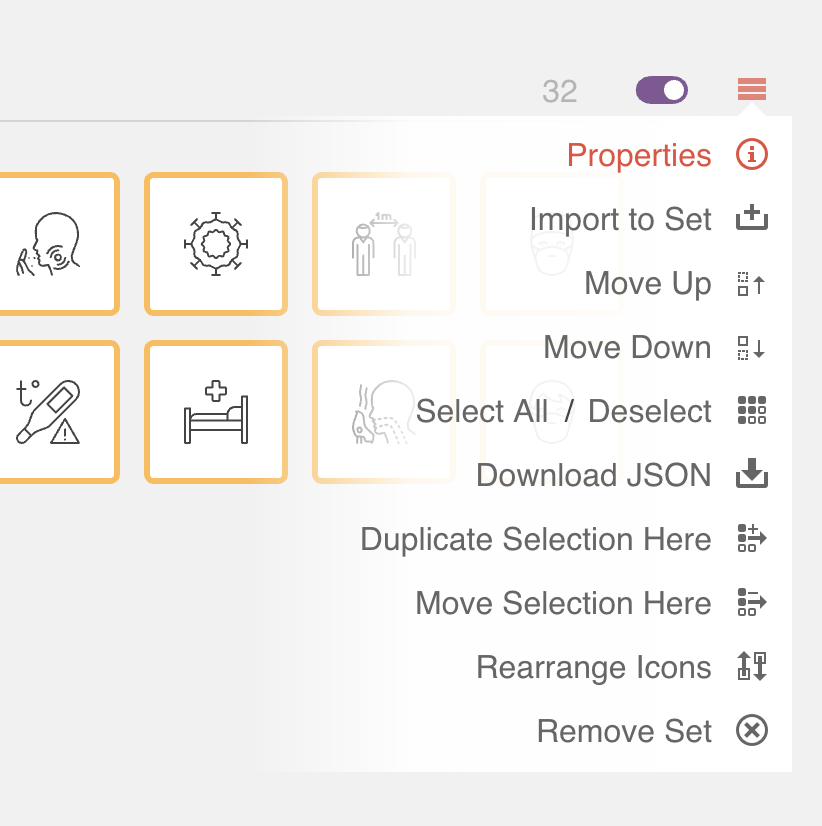 32
Properties
Import to Set
1m
Move Up
Move Down
t°
Select All / Deselect
Download JSON
Duplicate Selection Here
Move Selection Here
Rearrange Icons
Remove Set